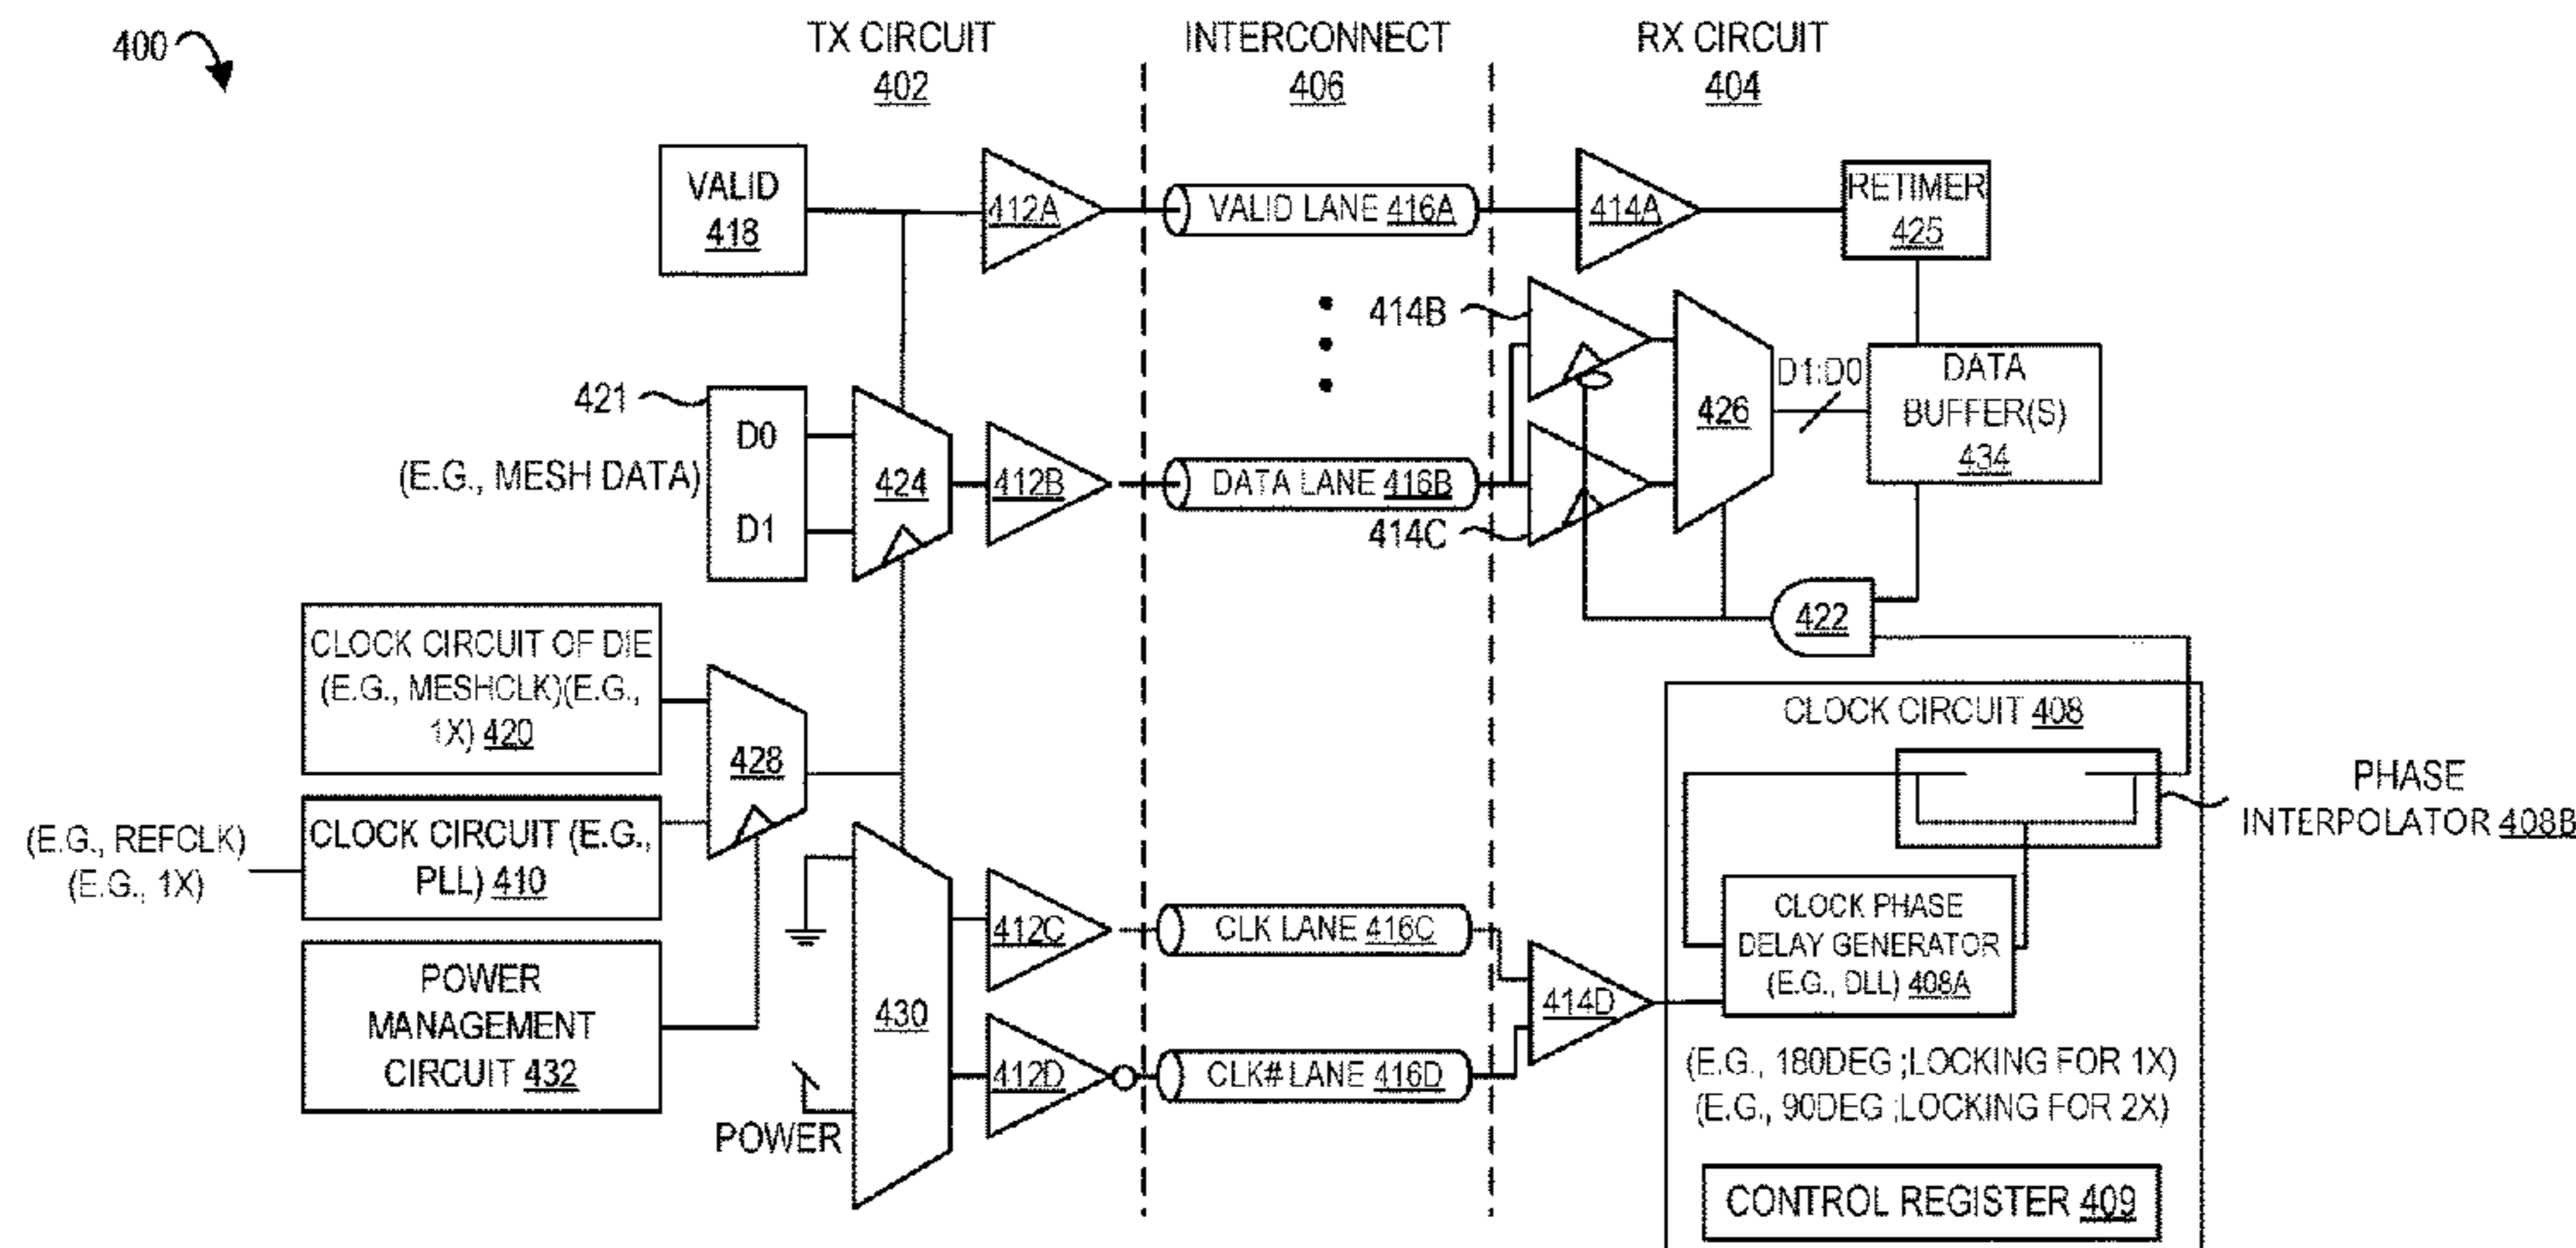 400
TX CIRCUIT
402
INTERCONNECT
406
RX CIRCUIT
404
VALID
418
412A
VALID LANE 416A
414A
RETIMER
425
414B
421
D0
D1
(E.G., MESH DATA)
424
412B
DATA LANE 416B
414C
426
D1:D0
DATA
BUFFER(S)
434
422
CLOCK CIRCUIT OF DIE
(E.G., MESHCLK)(E.G.,
1X) 420
428
(E.G., REFCLK)
(E.G., 1X)
CLOCK CIRCUIT (E.G.,
PLL) 410
POWER
MANAGEMENT
CIRCUIT 432
POWER
430
412C
412D
CLK LANE 416C
CLK# LANE 416D
414D
CLOCK CIRCUIT 408
PHASE
INTERPOLATOR 408B
CLOCK PHASE
DELAY GENERATOR
(E.G., DLL) 408A
(E.G., 180DEG ;LOCKING FOR 1X)
(E.G., 90DEG ;LOCKING FOR 2X)
CONTROL REGISTER 409